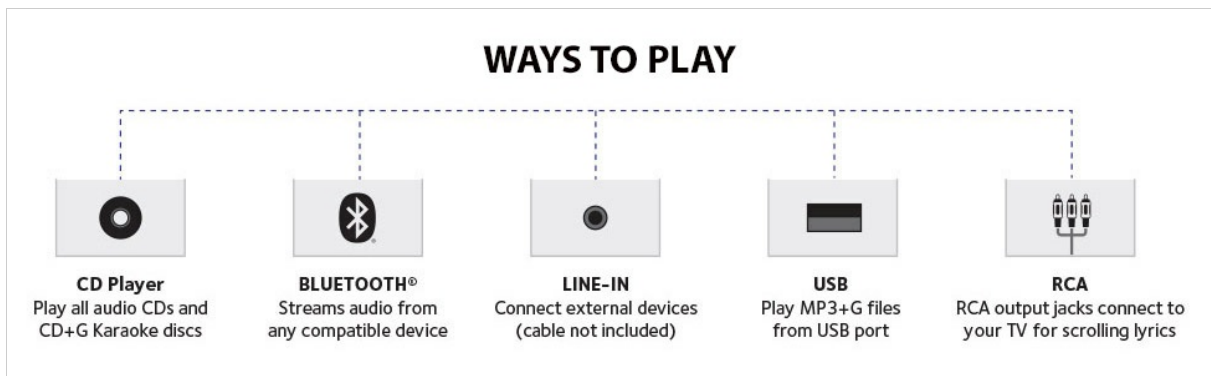 WAYS TO PLAY
CD Player
Play all audio CDs and
CD+G Karaoke discs
BLUETOOTH®
Streams audio from
any compatible device
LINE-IN
Connect external devices
(cable not included)
USB
Play MP3+G files
from USB port
RCA
RCA output jacks connect to
your TV for scrolling lyrics